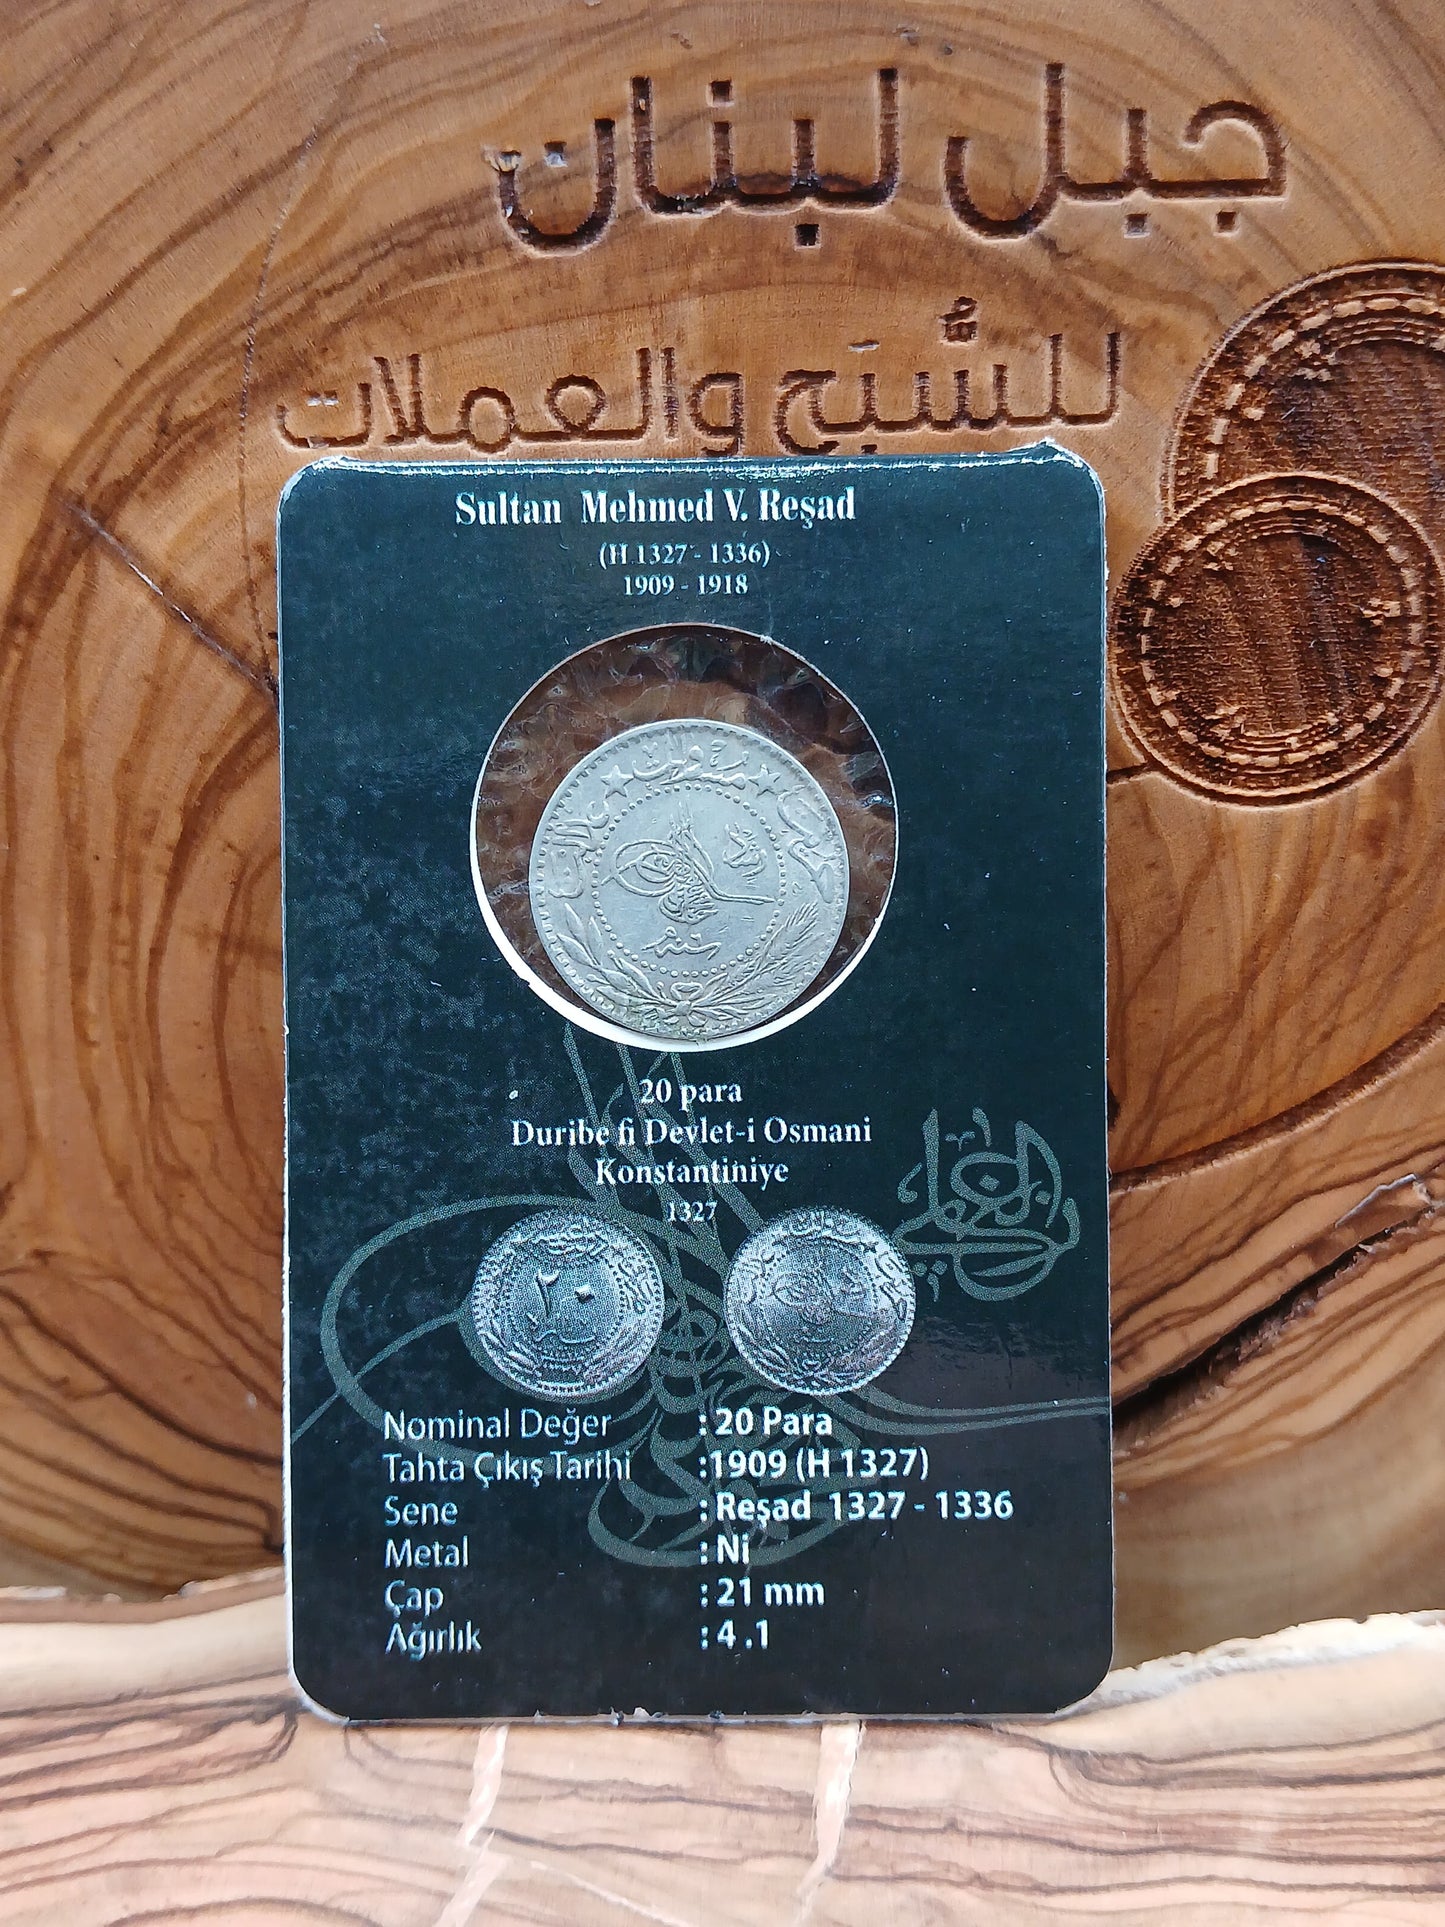 جبل لبنان
للسُّبَح والعملات
Sultan Mehmed V. Reşad
(H 1327 - 1336)
1909 - 1918
20 para
Duribe fi Devlet-i Osmani
Konstantiniye
1327
٢٠
Nominal Değer : 20 Para
Tahta Çıkış Tarihi :1909 (H 1327)
Sene : Reşad 1327 - 1336
Metal : Ni
Çap : 21 mm
Ağırlık : 4.1